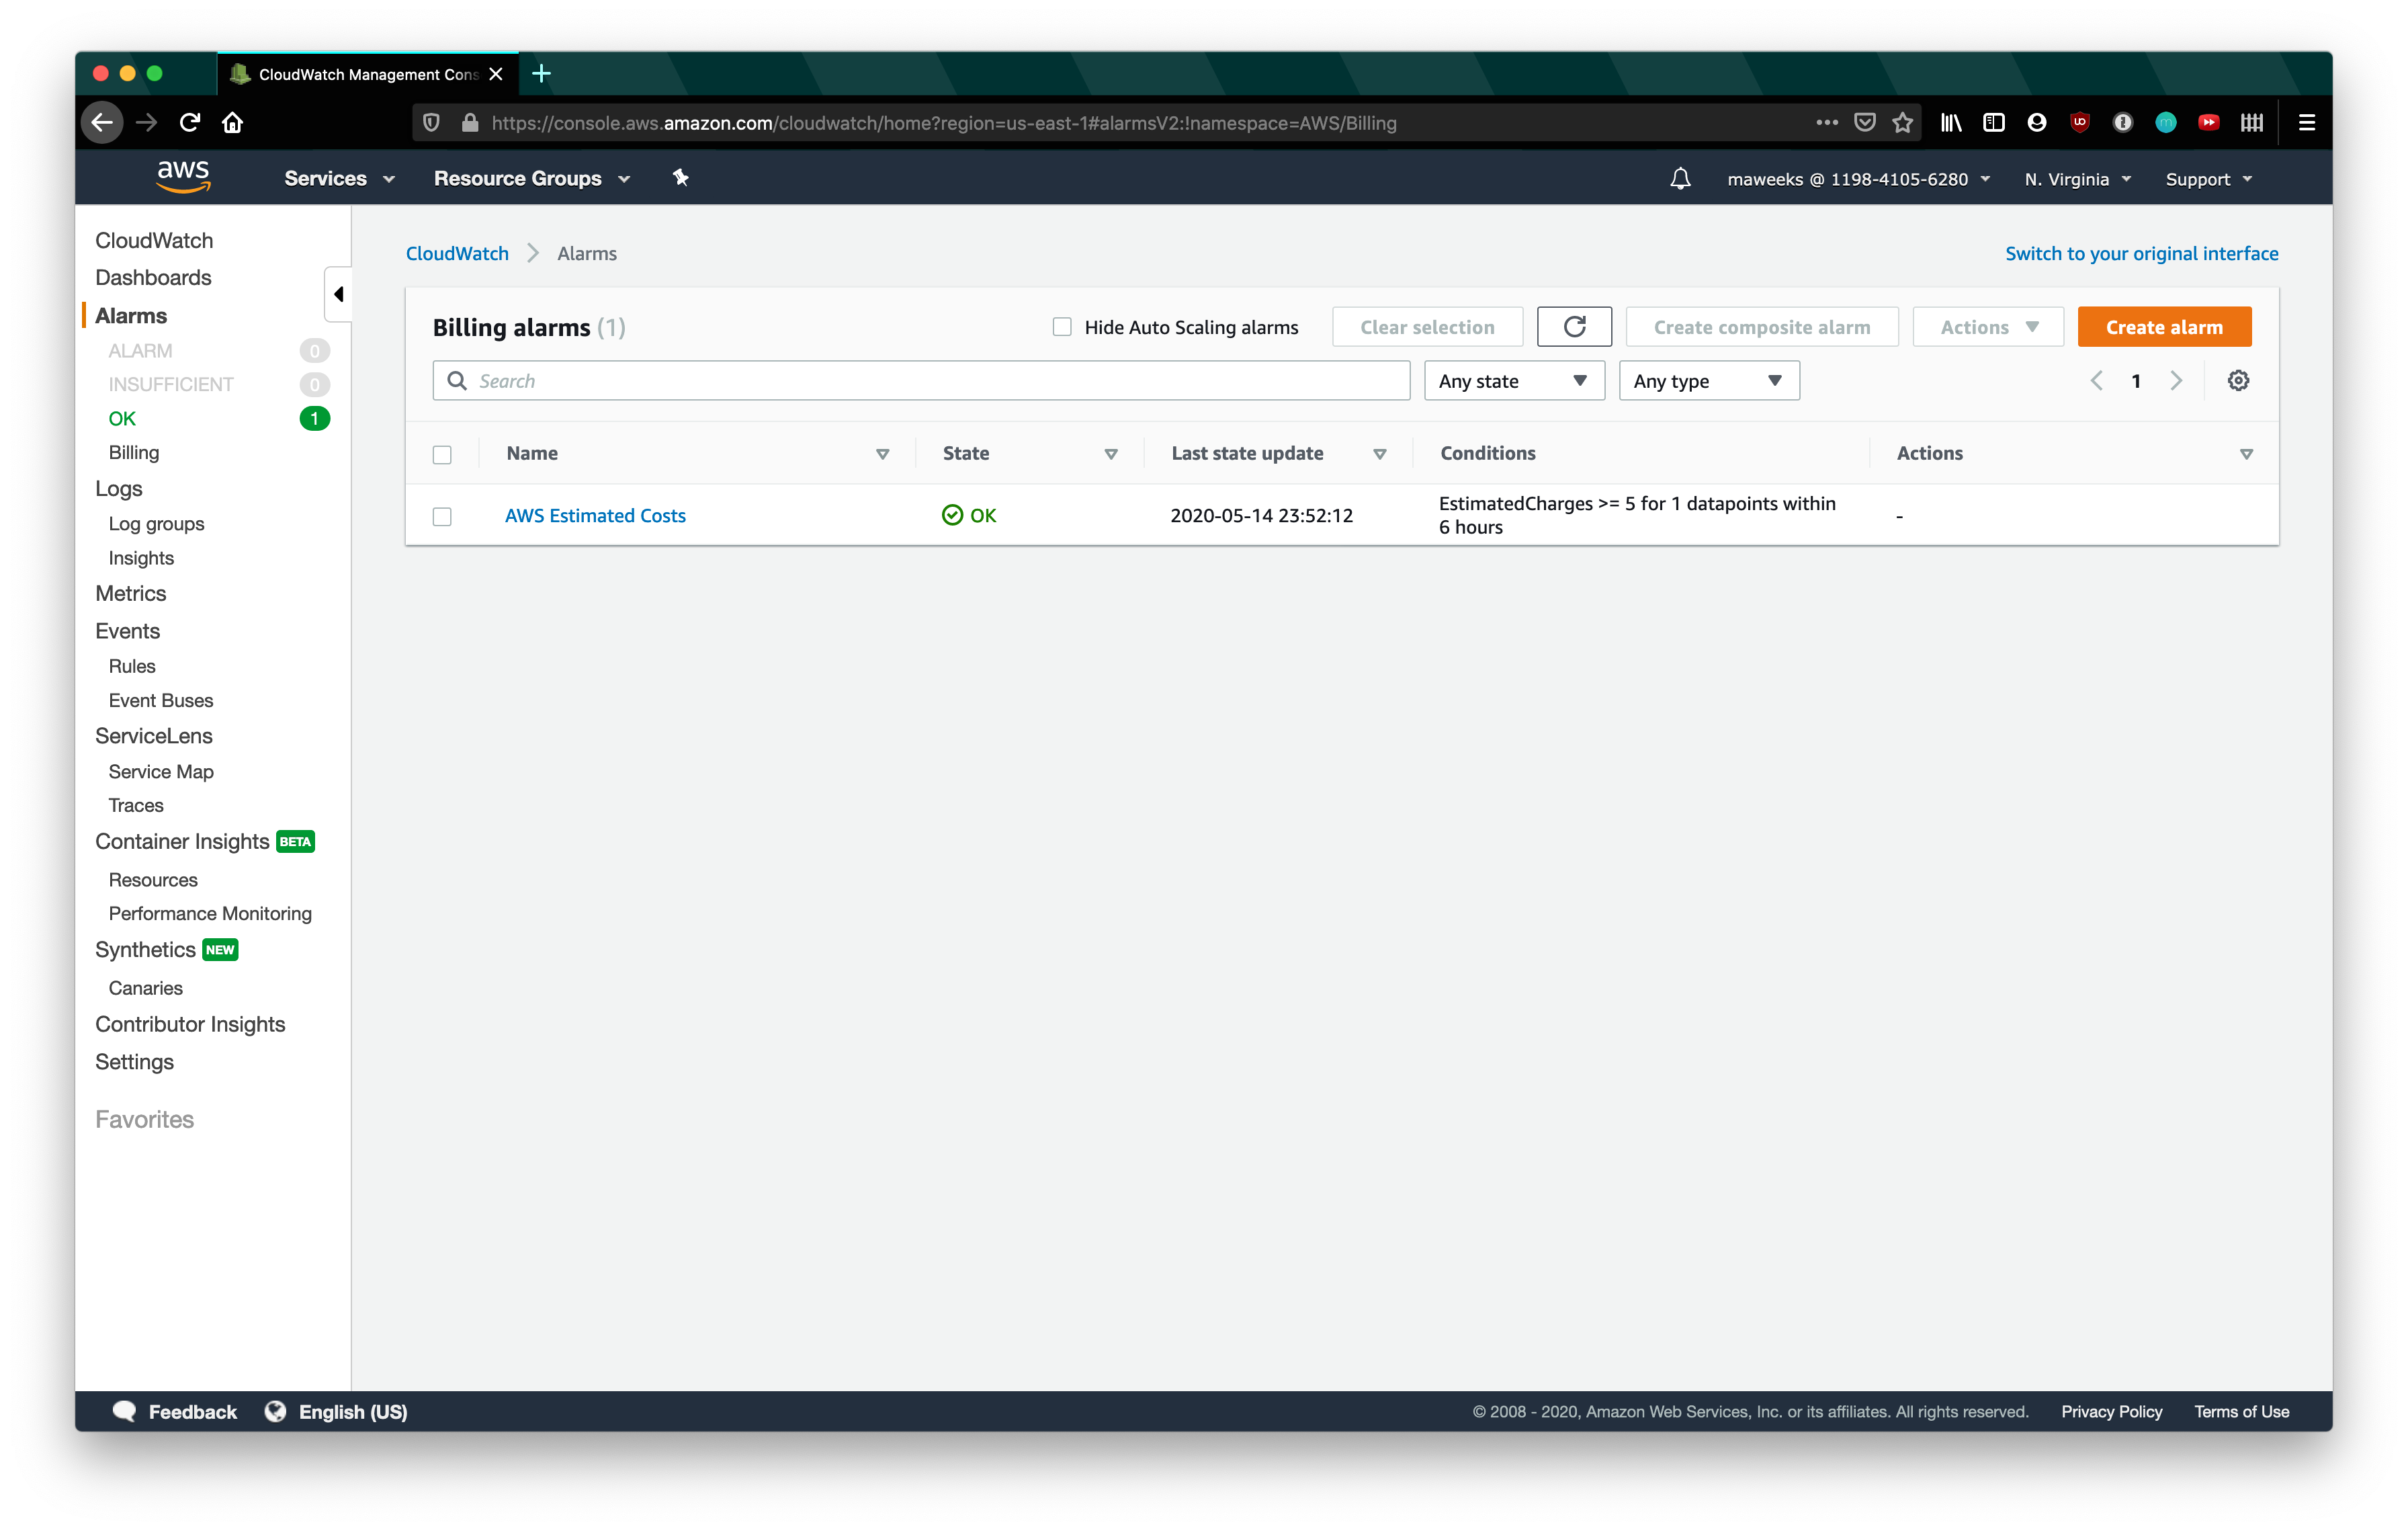 CloudWatch Management Cons
https://console.aws.amazon.com/cloudwatch/home?region=us-east-1#alarmsV2:!namespace=AWS/Billing
aws
Services
Resource Groups
maweeks @ 1198-4105-6280
N. Virginia
Support
CloudWatch
Dashboards
Alarms
ALARM 0
INSUFFICIENT 0
OK 1
Billing
Logs
Log groups
Insights
Metrics
Events
Rules
Event Buses
ServiceLens
Service Map
Traces
Container Insights BETA
Resources
Performance Monitoring
Synthetics NEW
Canaries
Contributor Insights
Settings
Favorites
CloudWatch > Alarms
Switch to your original interface
Billing alarms (1)
Hide Auto Scaling alarms
Clear selection
Create composite alarm
Actions
Create alarm
Search
Any state
Any type
1
Name State Last state update Conditions Actions
AWS Estimated Costs OK 2020-05-14 23:52:12 EstimatedCharges >= 5 for 1 datapoints within
6 hours
-
Feedback
English (US)
© 2008 - 2020, Amazon Web Services, Inc. or its affiliates. All rights reserved.
Privacy Policy
Terms of Use